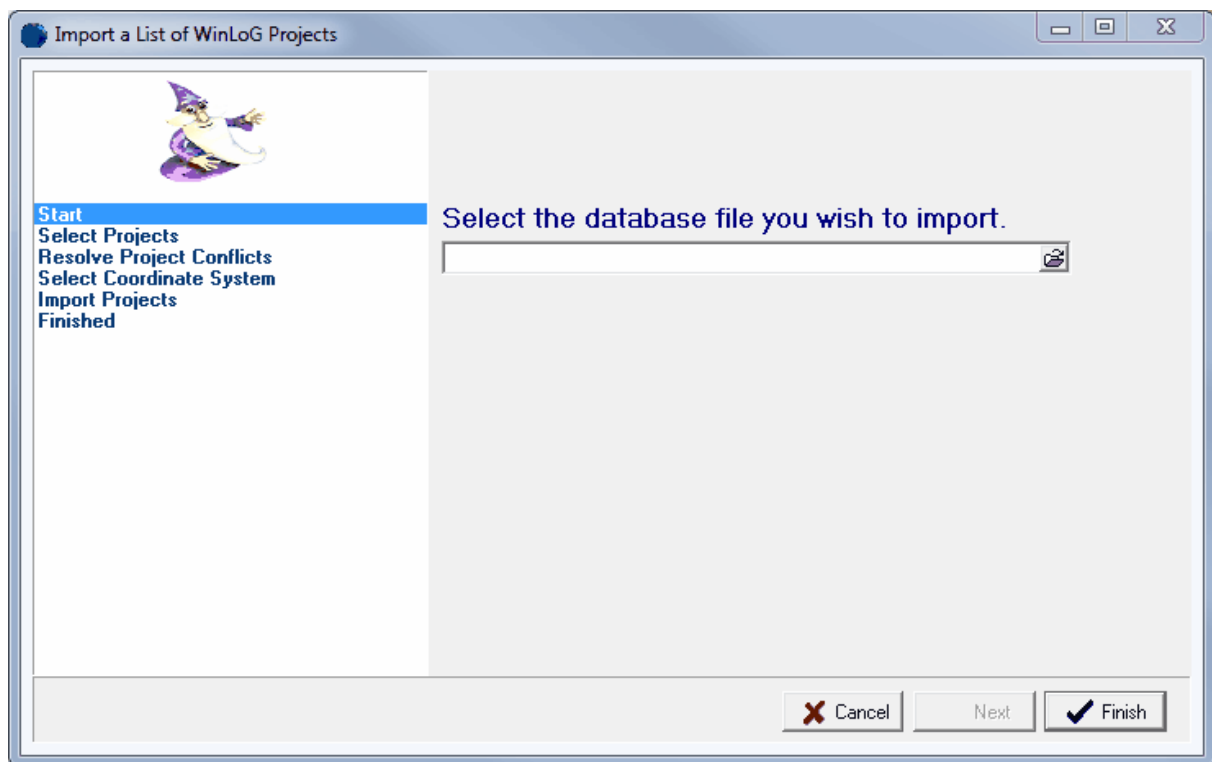 Import a List of WinLoG Projects
Start
Select Projects
Resolve Project Conflicts
Select Coordinate System
Import Projects
Finished
Select the database file you wish to import.
Cancel
Next
Finish